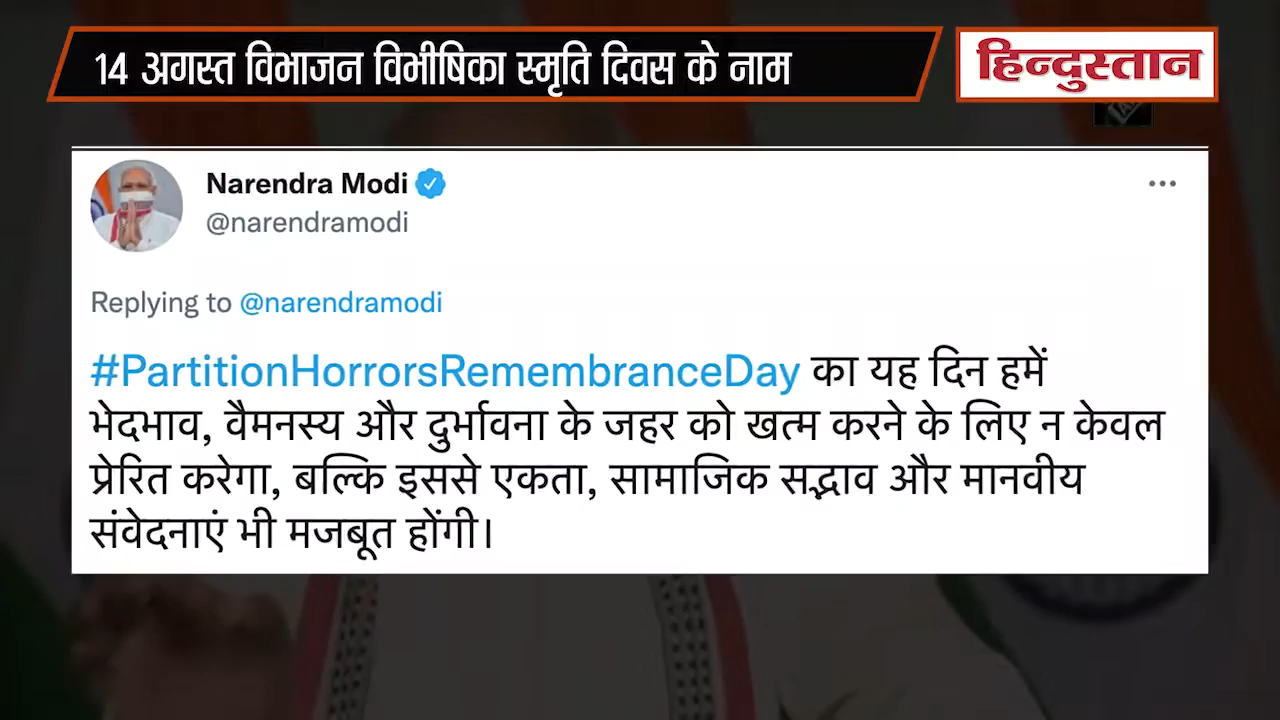 14 अगस्त विभाजन विभीषिका स्मृति दिवस के नाम
हिन्दुस्तान
Narendra Modi
@narendramodi
Replying to @narendramodi
#PartitionHorrorsRemembranceDay का यह दिन हमें
भेदभाव, वैमनस्य और दुर्भावना के जहर को खत्म करने के लिए न केवल
प्रेरित करेगा, बल्कि इससे एकता, सामाजिक सद्भाव और मानवीय
संवेदनाएं भी मजबूत होंगी।